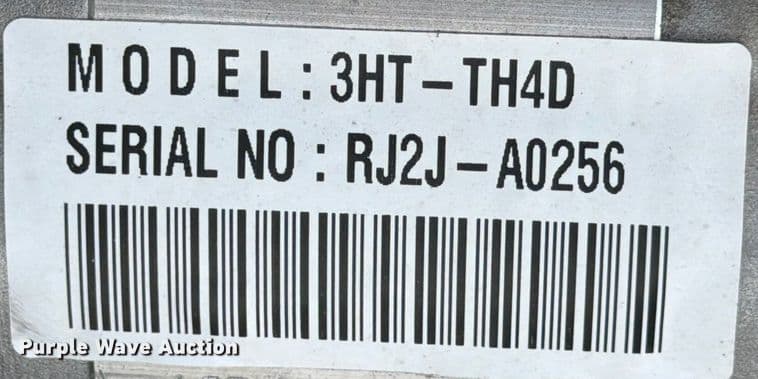 MODEL : 3HT-TH4D
SERIAL NO : RJ2J-A0256
Purple Wave Auction